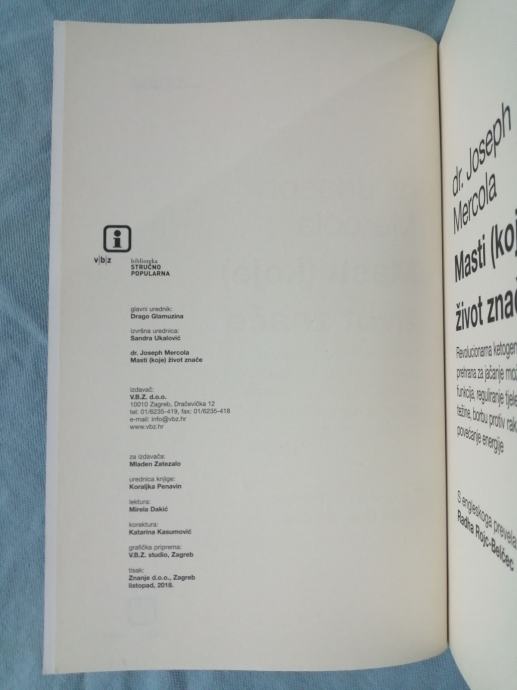 v|b|z
biblioteka
STRUČNO
POPULARNA
glavni urednik:
Drago Glamuzina
izvršna urednica:
Sandra Ukalović
dr. Joseph Mercola
Masti (koje) život znače
izdavač:
V.B.Z. d.o.o.
10010 Zagreb, Dračevička 12
tel: 01/6235-419, fax: 01/6235-418
e-mail: info@vbz.hr
www.vbz.hr
za izdavača:
Mladen Zatezalo
urednica knjige:
Koraljka Penavin
lektura:
Mirela Dakić
korektura:
Katarina Kasumović
grafička priprema:
V.B.Z. studio, Zagreb
tisak:
Znanje d.o.o., Zagreb
listopad, 2018.
dr. Joseph
Mercola
Masti (koj
život znač
Revolucionarna ketogen
prehrana za jačanje mož
funkcija, reguliranje tjele
težine, borbu protiv rak
povećanje energije
S engleskoga prevela
Radha Rojc-Belčec